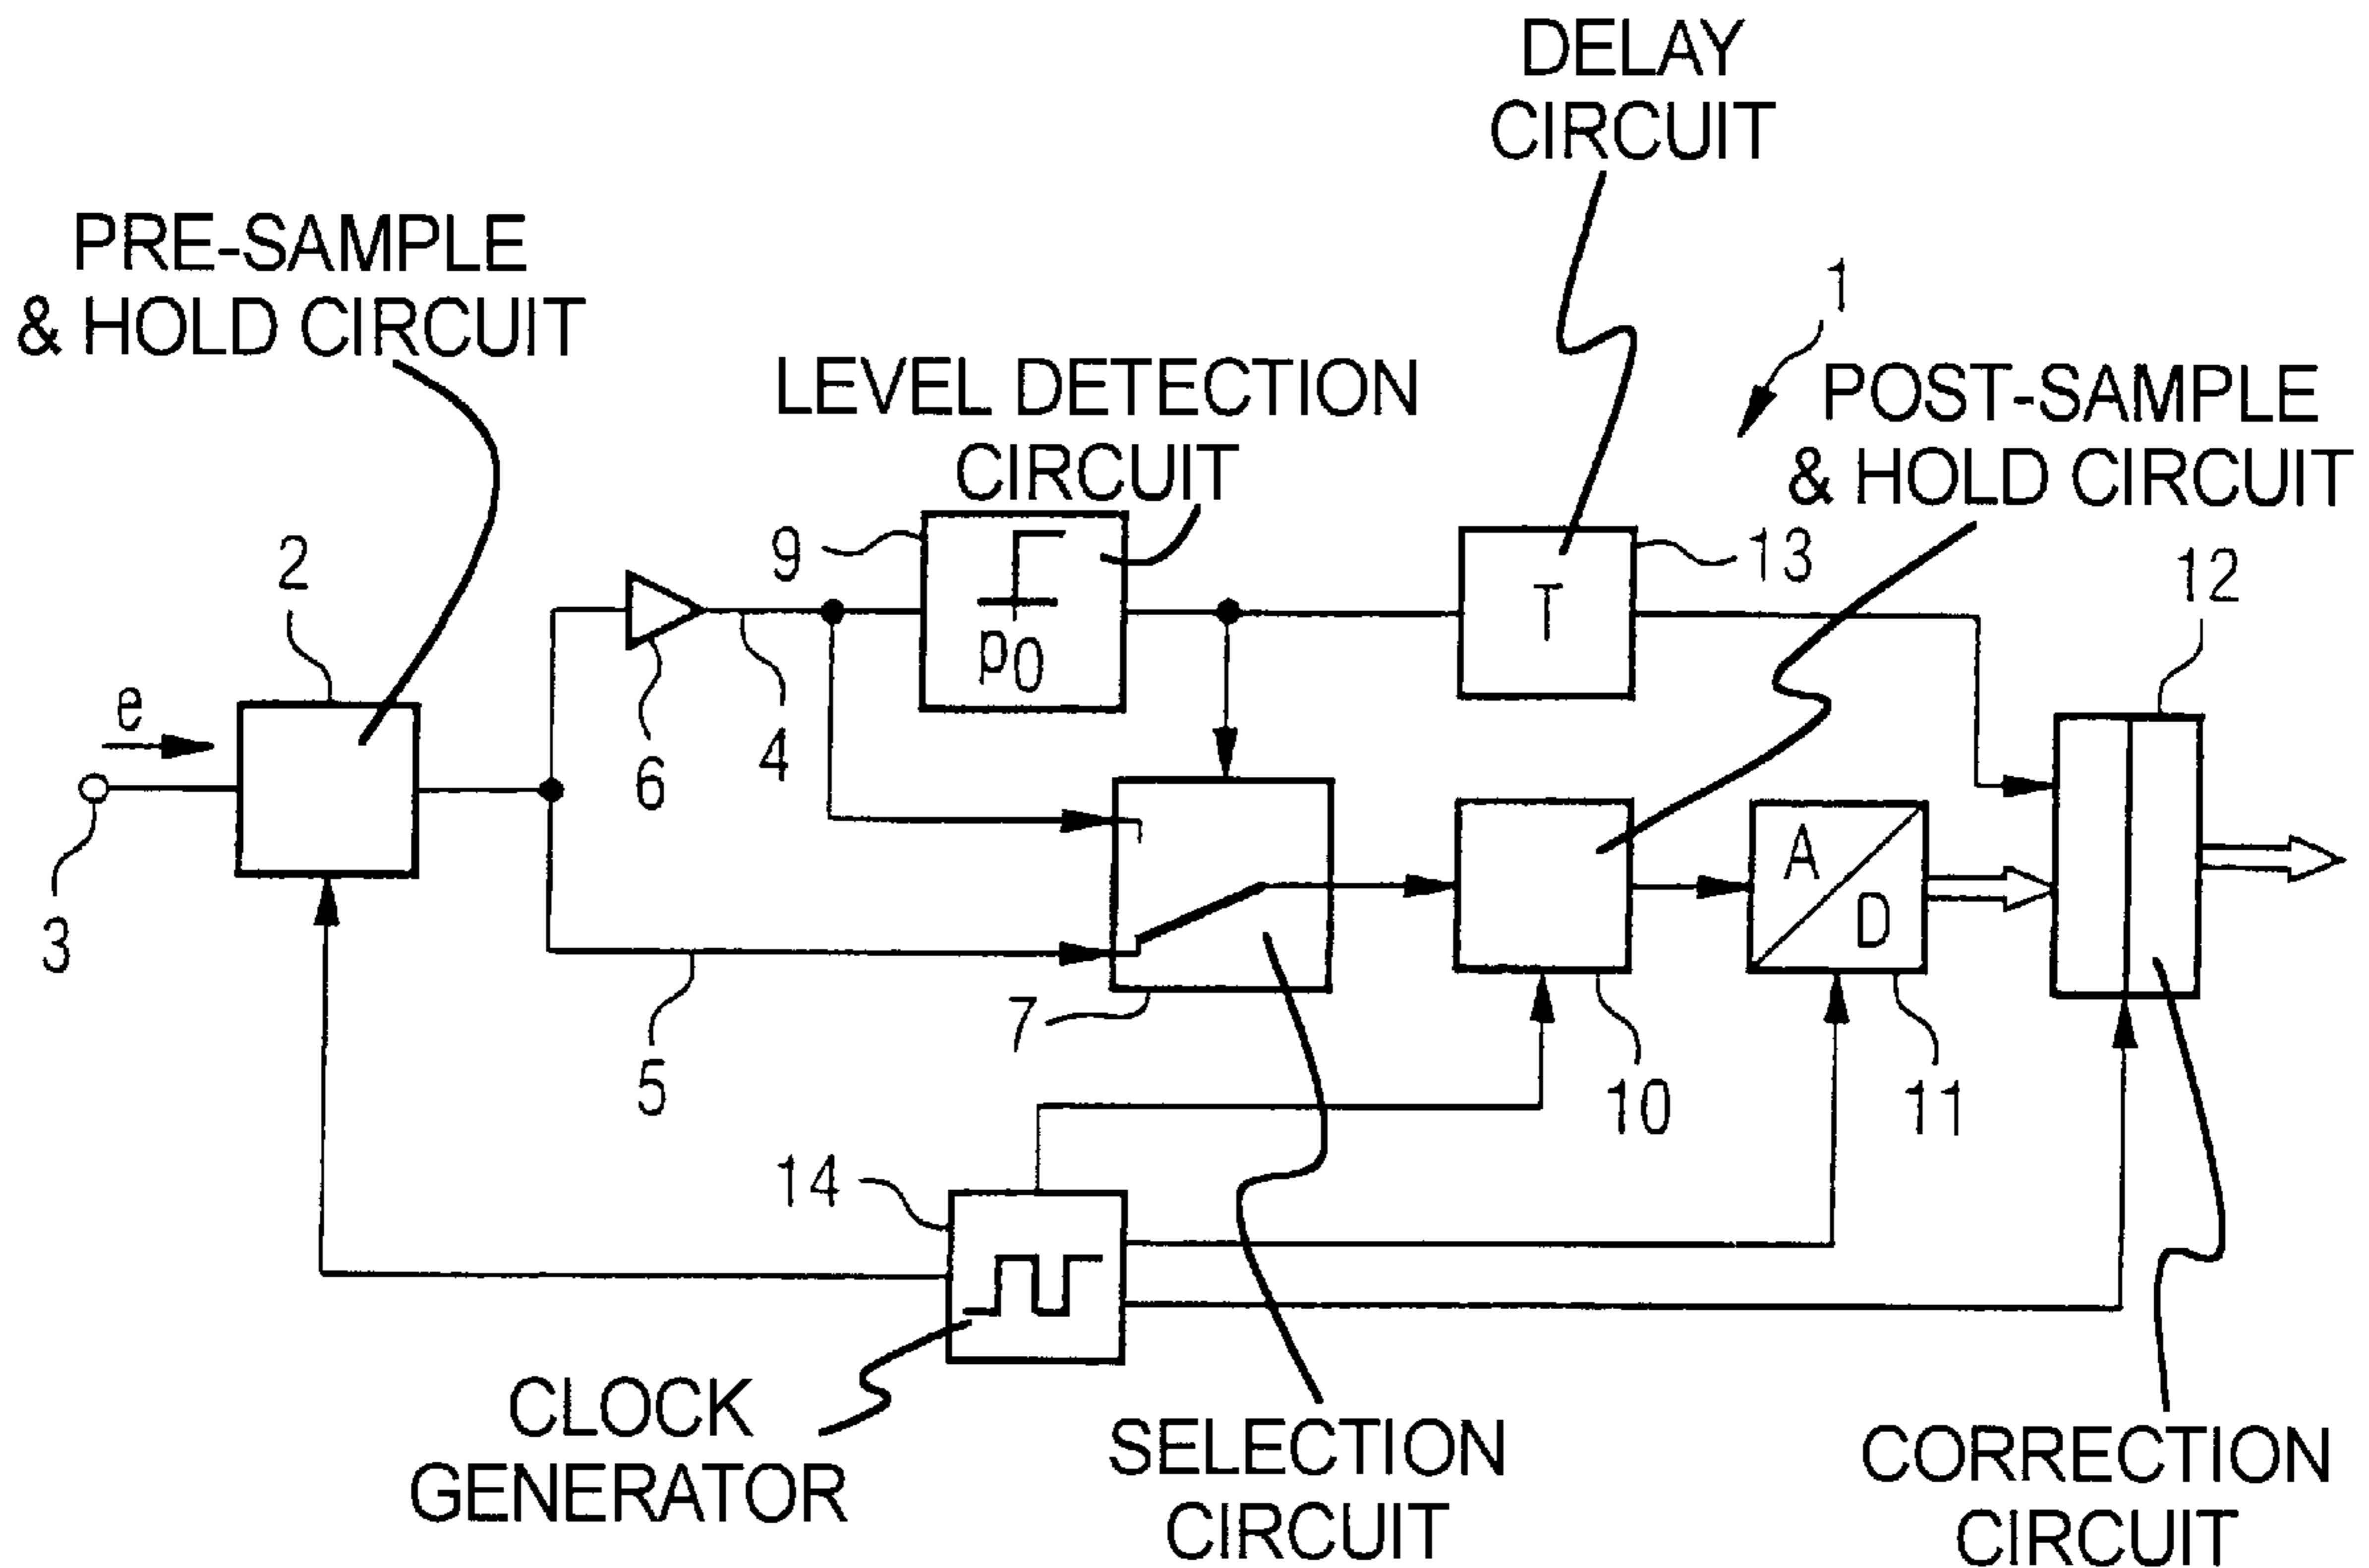 DELAY
CIRCUIT
PRE-SAMPLE
& HOLD CIRCUIT
1
LEVEL DETECTION
CIRCUIT
POST-SAMPLE
& HOLD CIRCUIT
2
9
13
12
p0
T
e
6
4
3
A
D
7
5
10
11
14
CLOCK
GENERATOR
SELECTION
CIRCUIT
CORRECTION
CIRCUIT